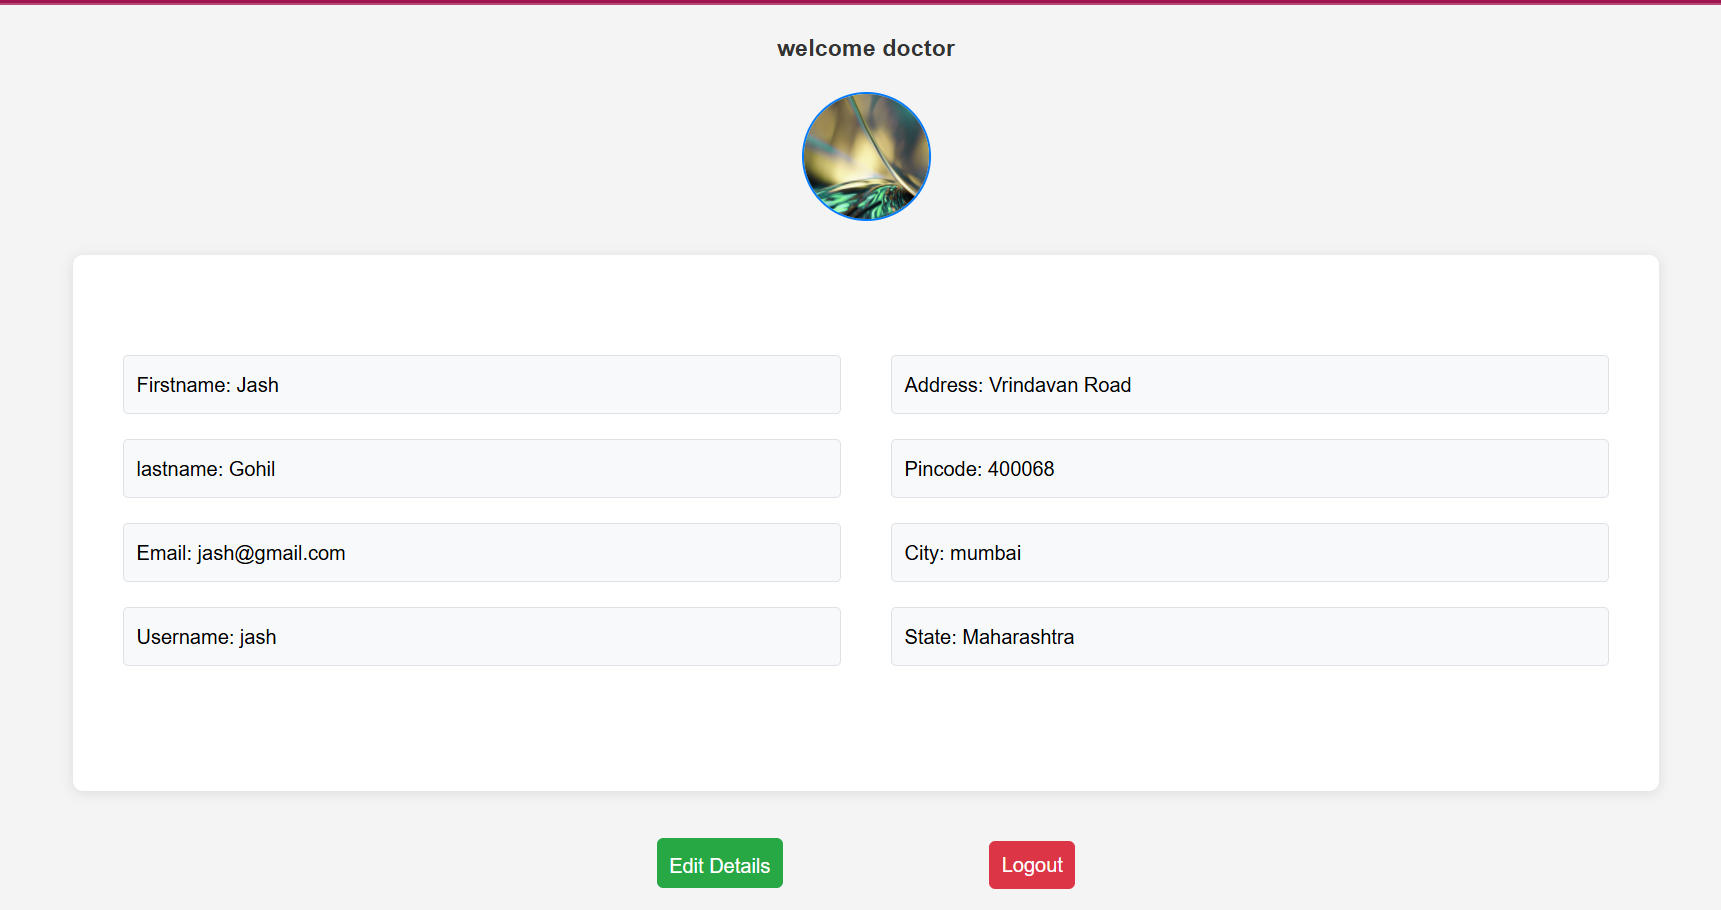 welcome doctor
Firstname: Jash
Address: Vrindavan Road
lastname: Gohil
Pincode: 400068
Email: jash@gmail.com
City: mumbai
Username: jash
State: Maharashtra
Edit Details
Logout